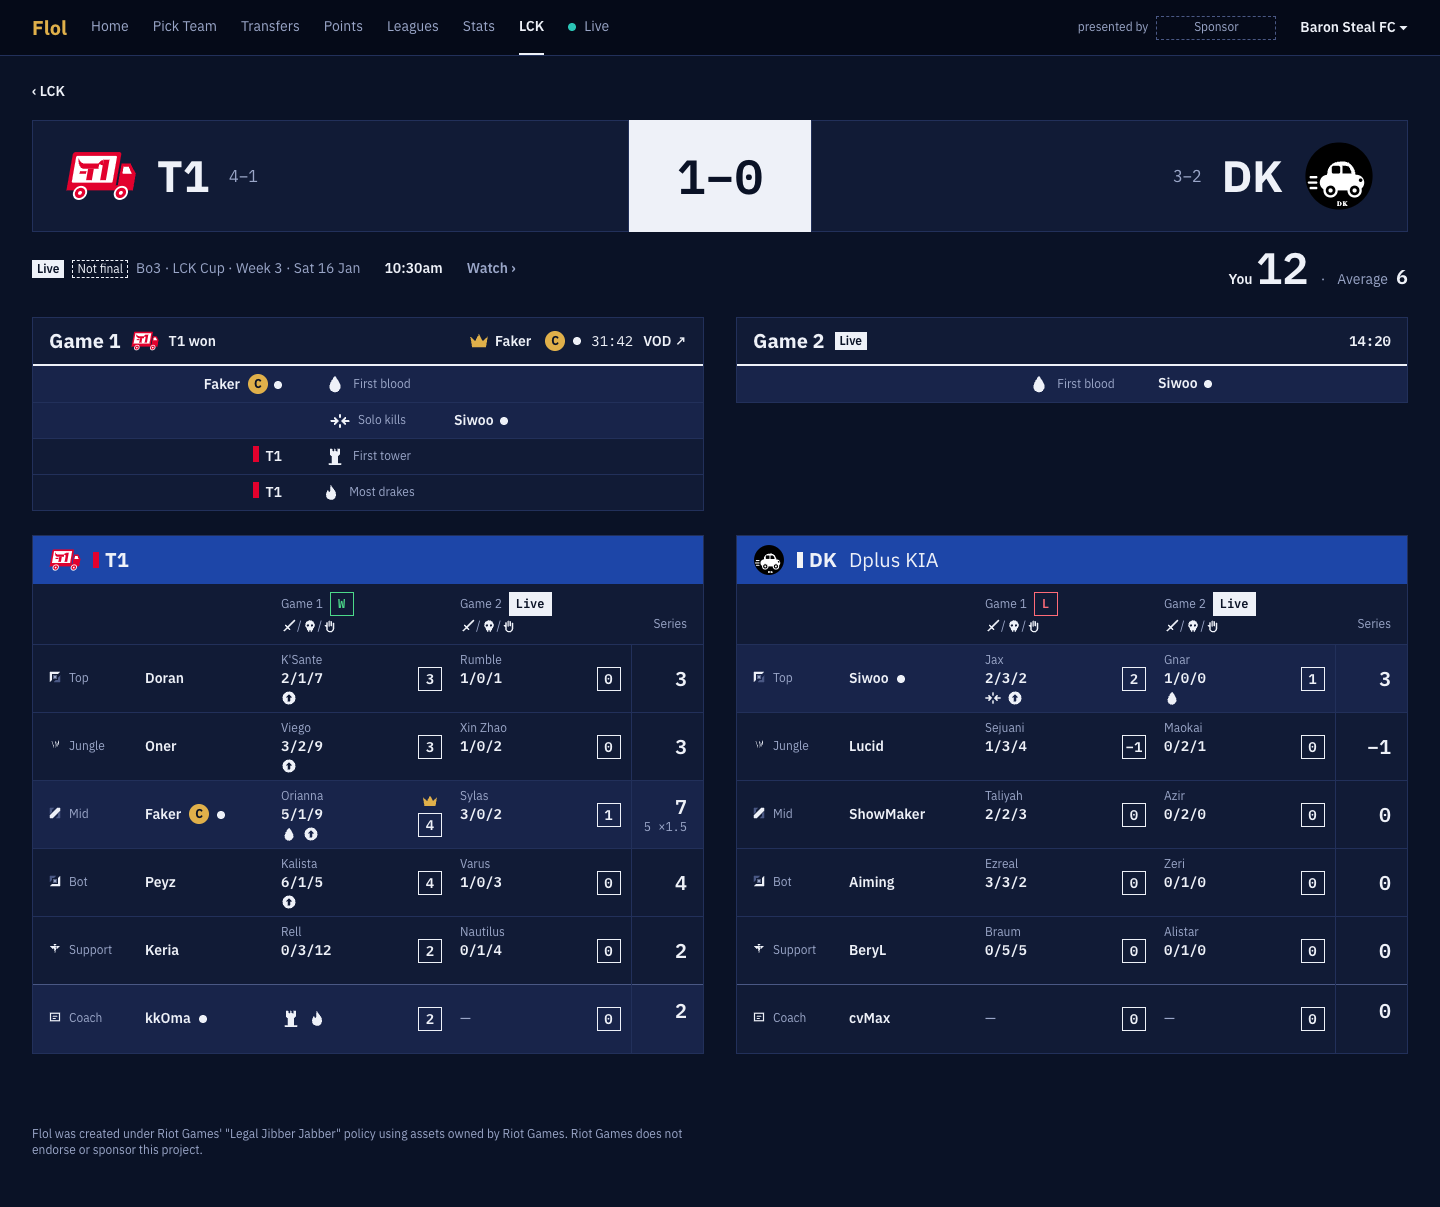 Flol Home Pick Team Transfers Points Leagues Stats LCK Live presented by Sponsor Baron Steal FC
‹ LCK
T1 T1 4–1 1–0 3–2 DK DK
Live Not final Bo3 · LCK Cup · Week 3 · Sat 16 Jan 10:30am Watch › You 12 · Average 6
Game 1 T1 T1 won Faker C 31:42 VOD ↗
Faker C First blood
Solo kills Siwoo
T1 First tower
T1 Most drakes
Game 2 Live 14:20
First blood Siwoo
T1 T1
Game 1 W Game 2 Live
/ / / / Series
K'Sante Rumble
Top Doran 2/1/7 3 1/0/1 0 3
Viego Xin Zhao
Jungle Oner 3/2/9 3 1/0/2 0 3
Orianna Sylas
Mid Faker C 5/1/9 4 3/0/2 1 7
5 ×1.5
Kalista Varus
Bot Peyz 6/1/5 4 1/0/3 0 4
Rell Nautilus
Support Keria 0/3/12 2 0/1/4 0 2
Coach kkOma 2 – 0 2
DK Dplus KIA
Game 1 L Game 2 Live
/ / / / Series
Jax Gnar
Top Siwoo 2/3/2 2 1/0/0 1 3
Sejuani Maokai
Jungle Lucid 1/3/4 −1 0/2/1 0 −1
Taliyah Azir
Mid ShowMaker 2/2/3 0 0/2/0 0 0
Ezreal Zeri
Bot Aiming 3/3/2 0 0/1/0 0 0
Braum Alistar
Support BeryL 0/5/5 0 0/1/0 0 0
Coach cvMax – 0 – 0 0
Flol was created under Riot Games' "Legal Jibber Jabber" policy using assets owned by Riot Games. Riot Games does not
endorse or sponsor this project.